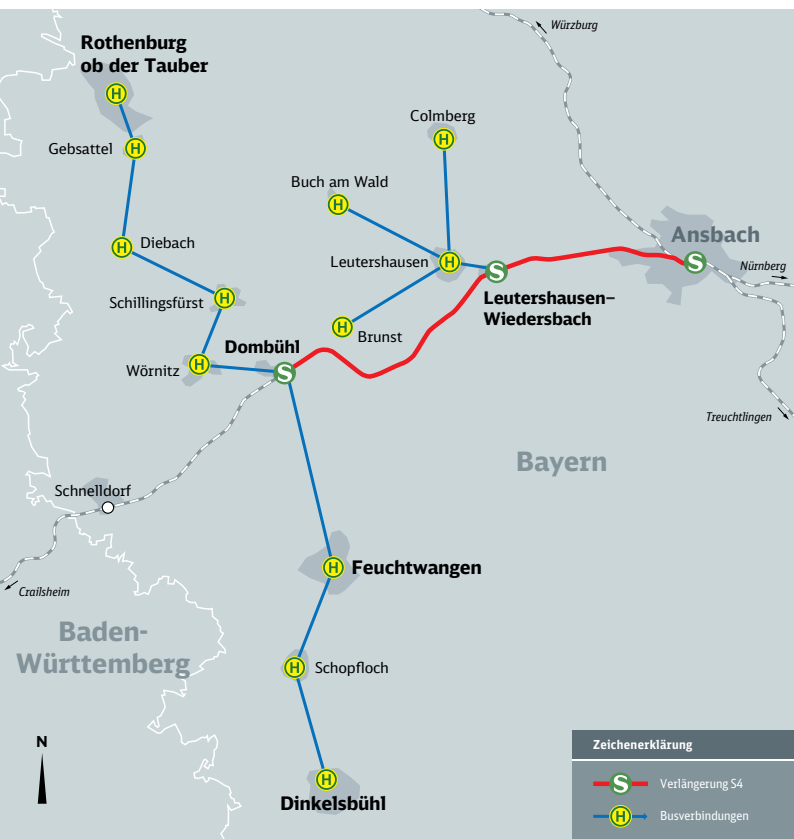 Würzburg
Rothenburg
ob der Tauber
H
Colmberg
H
Gebsattel
H
Buch am Wald
H
Ansbach
Diebach
H
Leutershausen
H
S
S
Nürnberg
Schillingsfürst
H
Leutershausen–
Wiedersbach
H
Brunst
Dombühl
Wörnitz
H
S
Treuchtlingen
Bayern
Schnelldorf
H
Feuchtwangen
Crailsheim
Baden-
Württemberg
H
Schopfloch
N
H
Dinkelsbühl
Zeichenerklärung
S
Verlängerung S4
H
Busverbindungen